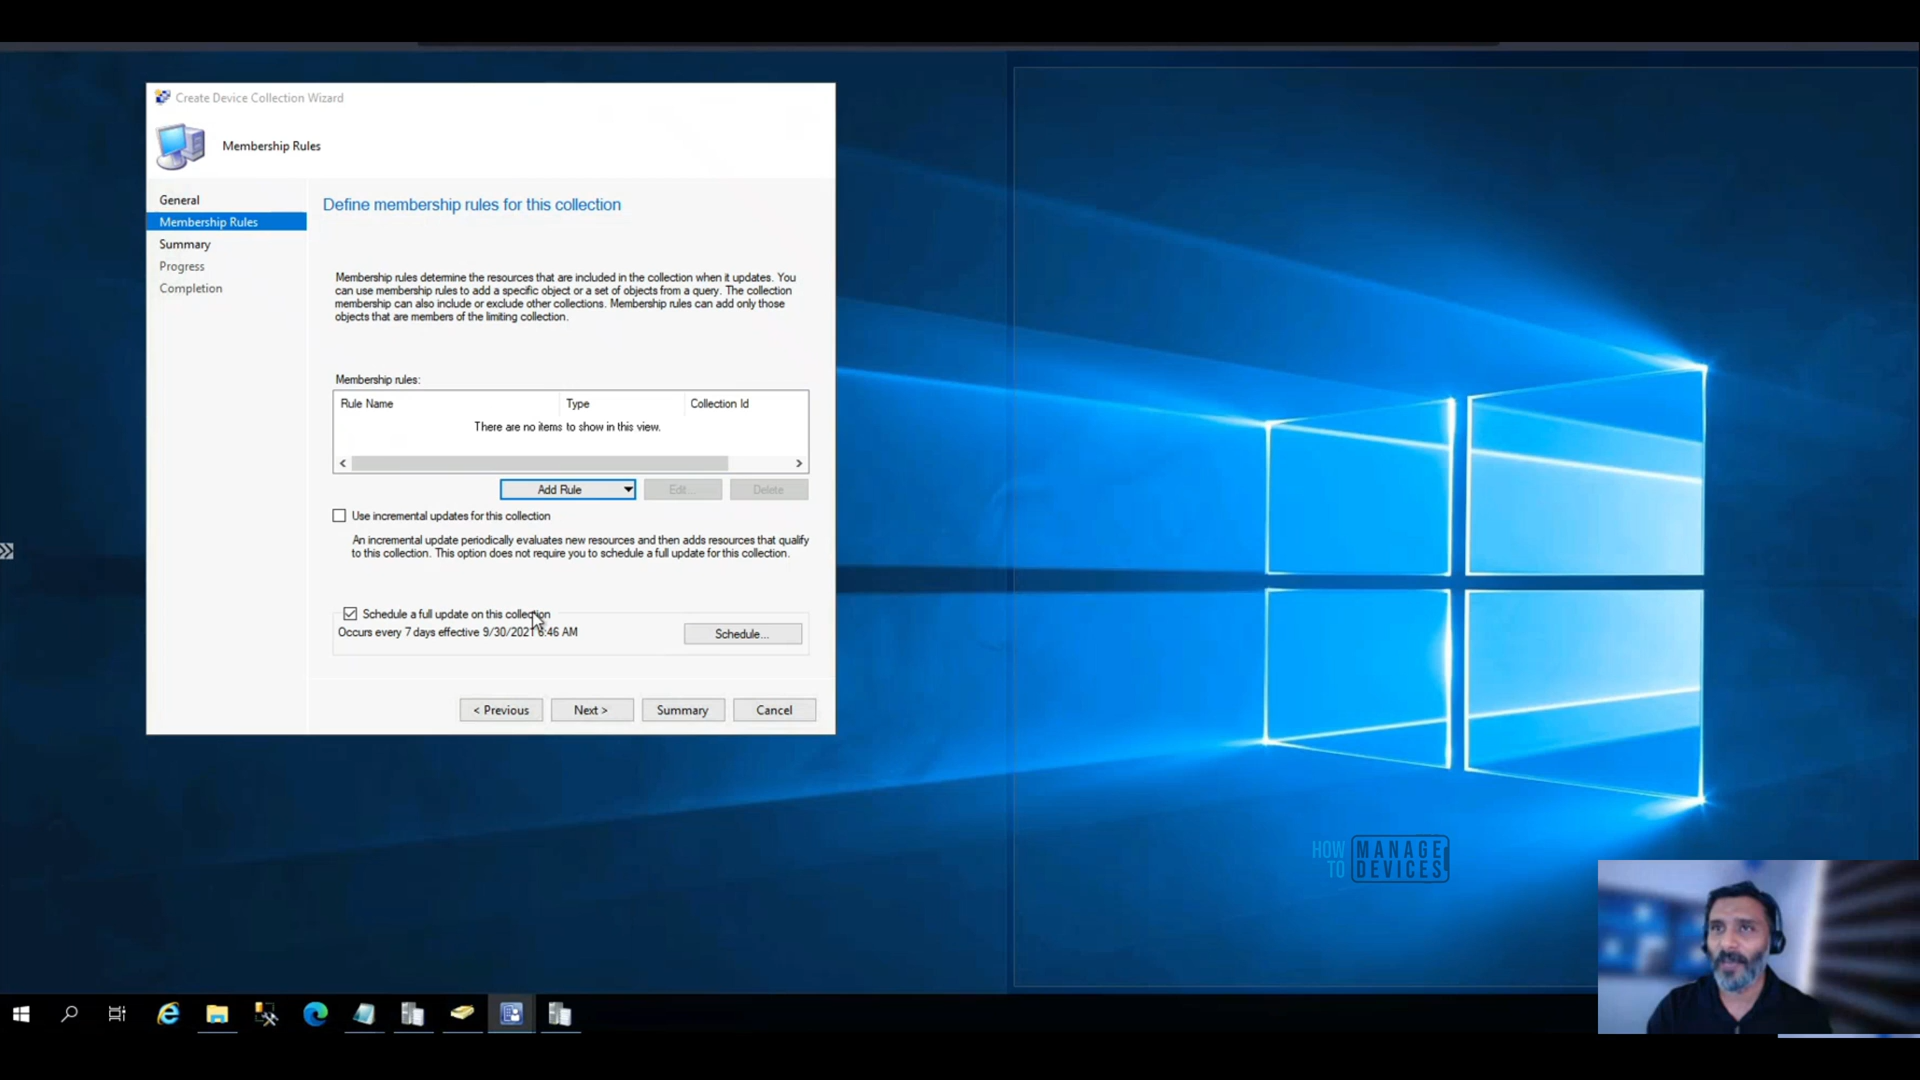 Create Device Collection Wizard
Membership Rules
General
Membership Rules
Summary
Progress
Completion
Define membership rules for this collection
Membership rules determine the resources that are included in the collection when it updates. You
can use membership rules to add a specific object or a set of objects from a query. The collection
membership can also include or exclude other collections. Membership rules can add only those
objects that are members of the limiting collection.
Membership rules:
Rule Name Type Collection Id
There are no items to show in this view.
Add Rule Edit... Delete
Use incremental updates for this collection
An incremental update periodically evaluates new resources and then adds resources that qualify
to this collection. This option does not require you to schedule a full update for this collection.
Schedule a full update on this collection
Occurs every 7 days effective 9/30/2021 6:46 AM
Schedule...
< Previous Next > Summary Cancel
HOW TO MANAGE
DEVICES